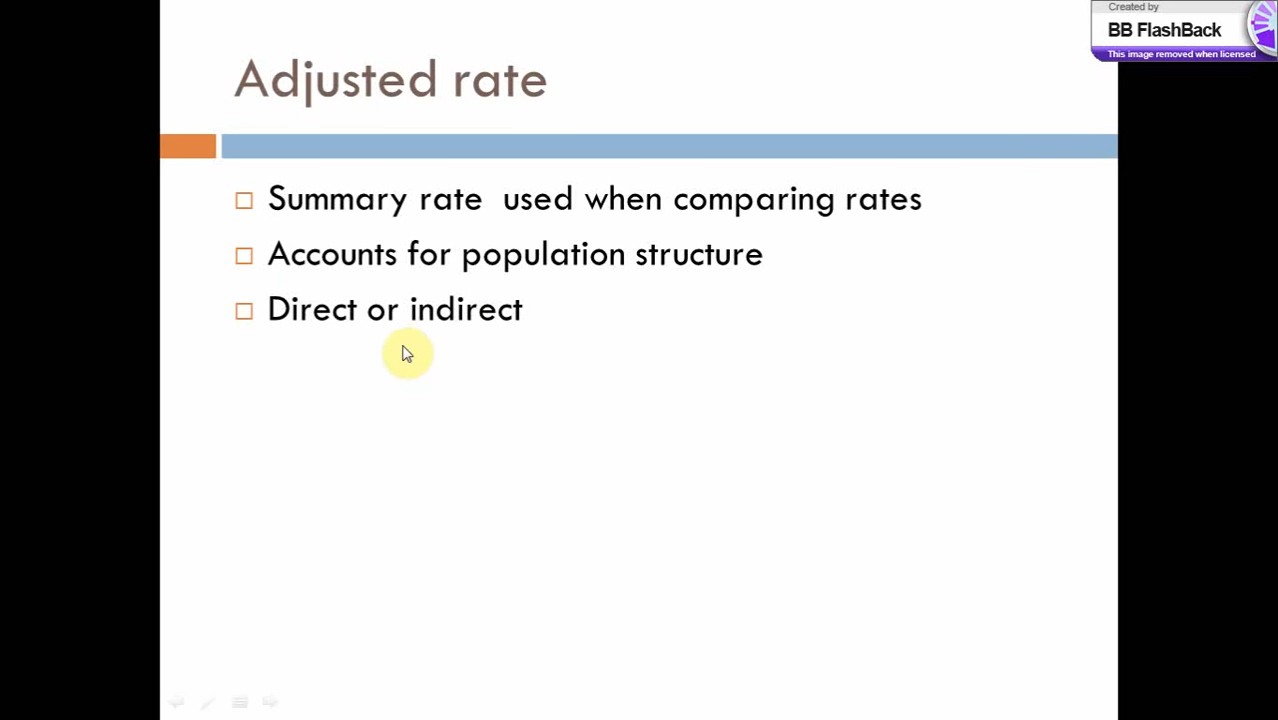 Created by
BB FlashBack
This image removed when licensed
Adjusted rate
Summary rate used when comparing rates
Accounts for population structure
Direct or indirect